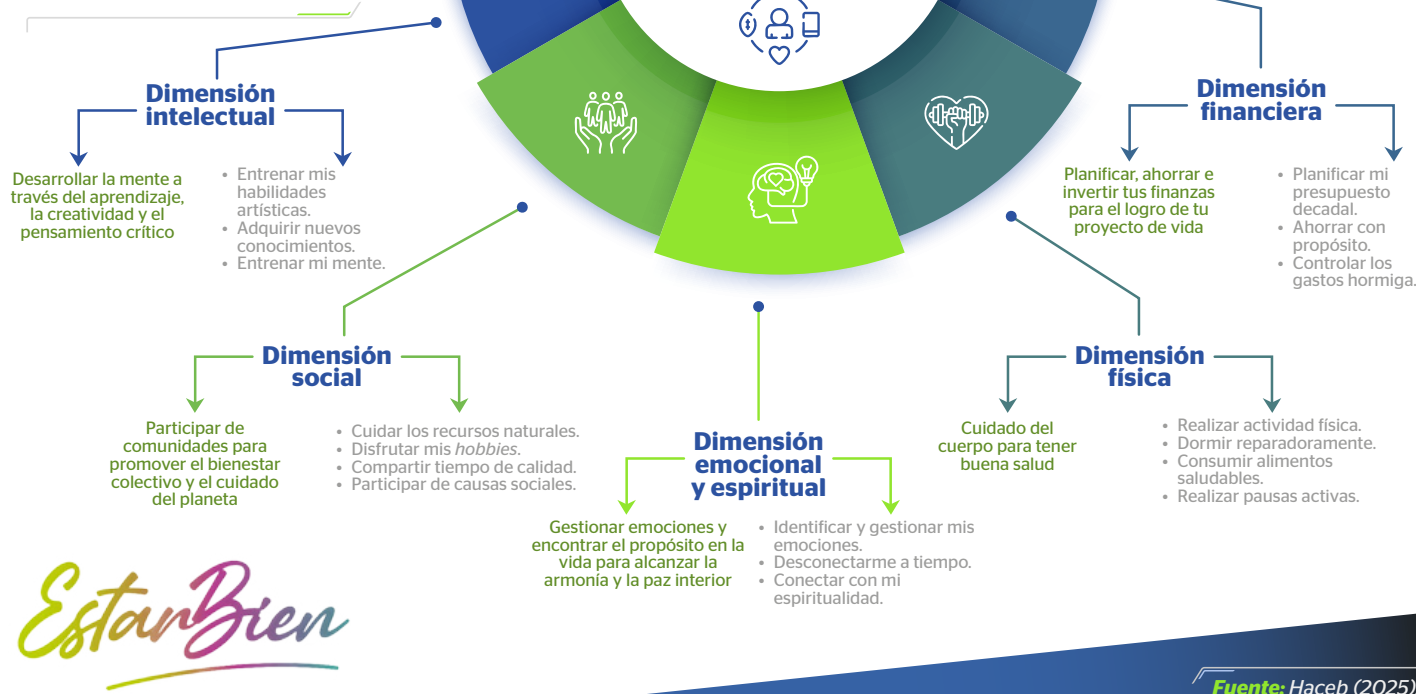 Dimensión
intelectual
Desarrollar la mente a
través del aprendizaje,
la creatividad y el
pensamiento crítico
• Entrenar mis
habilidades
artísticas.
• Adquirir nuevos
conocimientos.
• Entrenar mi mente.
Dimensión
financiera
Planificar, ahorrar e
invertir tus finanzas
para el logro de tu
proyecto de vida
• Planificar mi
presupuesto
decadal.
• Ahorrar con
propósito.
• Controlar los
gastos hormiga.
Dimensión
social
Participar de
comunidades para
promover el bienestar
colectivo y el cuidado
del planeta
• Cuidar los recursos naturales.
• Disfrutar mis hobbies.
• Compartir tiempo de calidad.
• Participar de causas sociales.
Dimensión
emocional
y espiritual
Gestionar emociones y
encontrar el propósito en la
vida para alcanzar la
armonía y la paz interior
• Identificar y gestionar mis
emociones.
• Desconectarme a tiempo.
• Conectar con mi
espiritualidad.
Dimensión
física
Cuidado del
cuerpo para tener
buena salud
• Realizar actividad física.
• Dormir reparadoramente.
• Consumir alimentos
saludables.
• Realizar pausas activas.
EstarBien
Fuente: Haceb (2025)